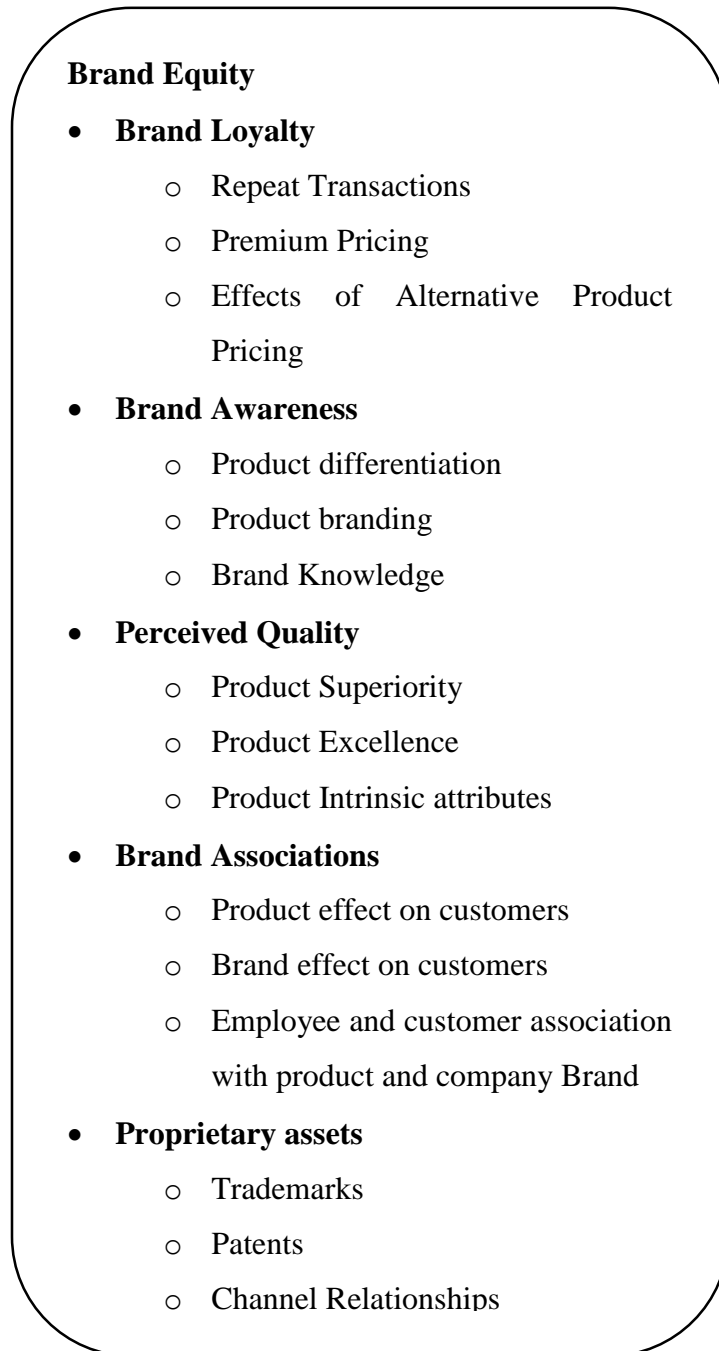 Brand Equity
• Brand Loyalty
o Repeat Transactions
o Premium Pricing
o Effects of Alternative Product
Pricing
• Brand Awareness
o Product differentiation
o Product branding
o Brand Knowledge
• Perceived Quality
o Product Superiority
o Product Excellence
o Product Intrinsic attributes
• Brand Associations
o Product effect on customers
o Brand effect on customers
o Employee and customer association
with product and company Brand
• Proprietary assets
o Trademarks
o Patents
o Channel Relationships